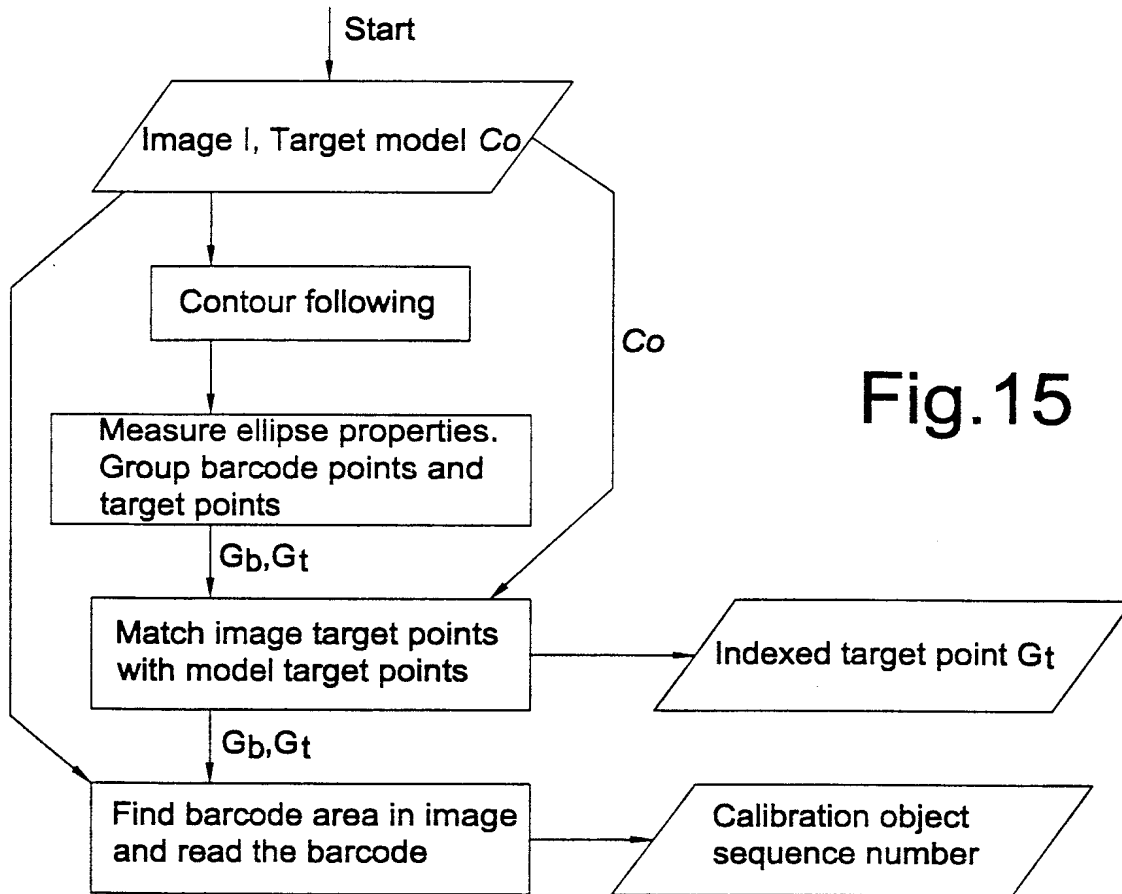 Start
Image I, Target model Co
Contour following
Co
Fig.15
Measure ellipse properties.
Group barcode points and
target points
Gb,Gt
Match image target points
with model target points
Indexed target point Gt
Gb,Gt
Find barcode area in image
and read the barcode
Calibration object
sequence number